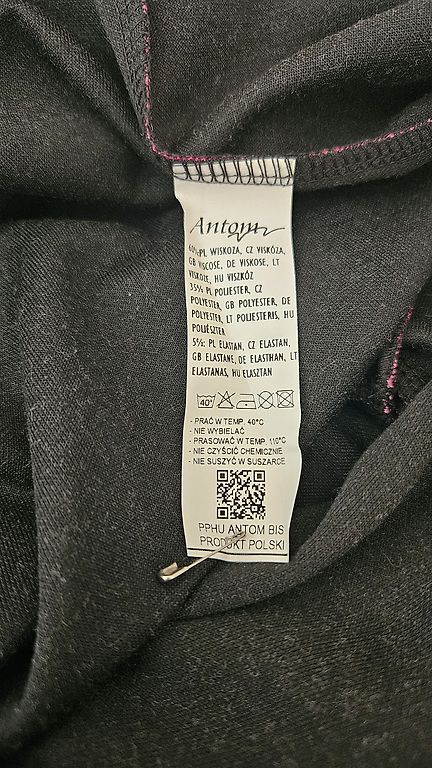 Antom
60% PL WISKOZA, CZ VISKÓZA,
GB VISCOSE, DE VISKOSE, LT
VISKOZE, HU VISZKÓZ
35% PL POLIESTER, CZ
POLYESTER, GB POLYESTER, DE
POLYESTER, LT POLIESTERIS, HU
POLIÉSZTER
5%: PL ELASTAN, CZ ELASTAN,
GB ELASTANE, DE ELASTHAN, LT
ELASTANAS, HU ELASZTAN
40°
- PRAĆ W TEMP. 40°C
- NIE WYBIELAĆ
- PRASOWAĆ W TEMP. 110°C
- NIE CZYŚCIĆ CHEMICZNIE
- NIE SUSZYĆ W SUSZARCE
PPHU ANTOM BIS
PRODUKT POLSKI